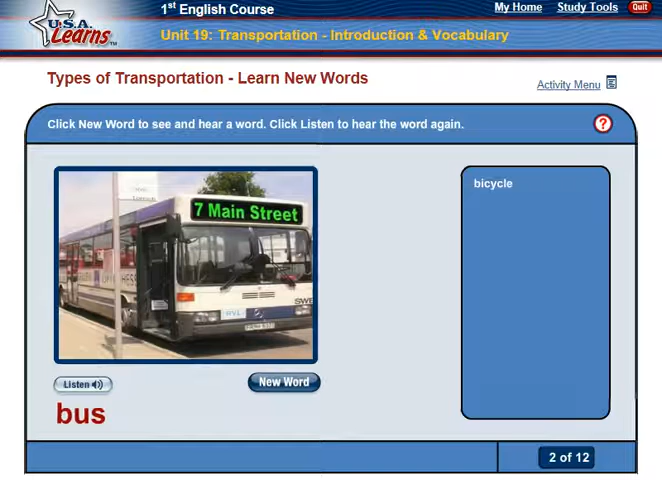 U.S.A.
Learns™
1st English Course
My Home
Study Tools
Quit
Unit 19: Transportation - Introduction & Vocabulary
Types of Transportation - Learn New Words
Activity Menu
Click New Word to see and hear a word. Click Listen to hear the word again.
?
7 Main Street
bicycle
Listen
New Word
bus
2 of 12